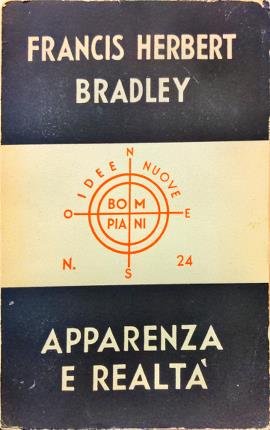 FRANCIS HERBERT
BRADLEY
IDEE NUOVE
N
O
E
S
BOM
PIANI
N. 24
APPARENZA
E REALTÀ